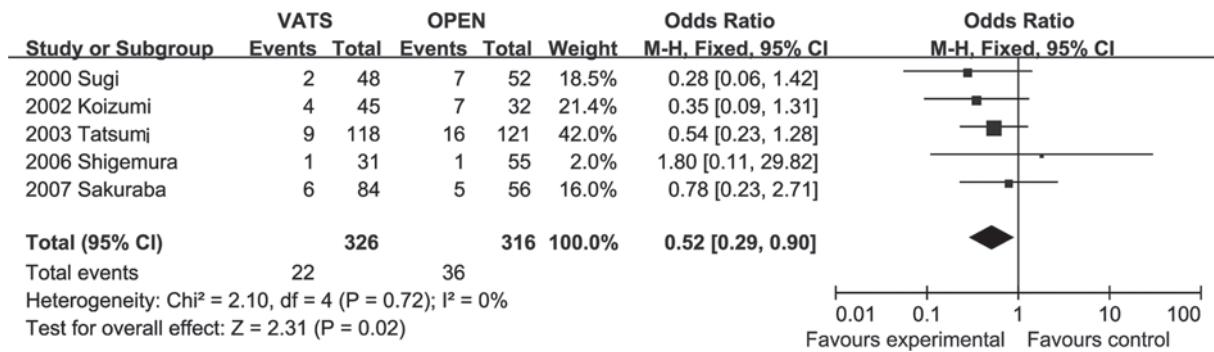 VATS OPEN Odds Ratio Odds Ratio
Study or Subgroup Events Total Events Total Weight M-H, Fixed, 95% CI M-H, Fixed, 95% CI
2000 Sugi 2 48 7 52 18.5% 0.28 [0.06, 1.42]
2002 Koizumi 4 45 7 32 21.4% 0.35 [0.09, 1.31]
2003 Tatsumi 9 118 16 121 42.0% 0.54 [0.23, 1.28]
2006 Shigemura 1 31 1 55 2.0% 1.80 [0.11, 29.82]
2007 Sakuraba 6 84 5 56 16.0% 0.78 [0.23, 2.71]
Total (95% CI) 326 316 100.0% 0.52 [0.29, 0.90]
Total events 22 36
Heterogeneity: Chi² = 2.10, df = 4 (P = 0.72); I² = 0%
Test for overall effect: Z = 2.31 (P = 0.02)
0.01 0.1 1 10 100
Favours experimental Favours control